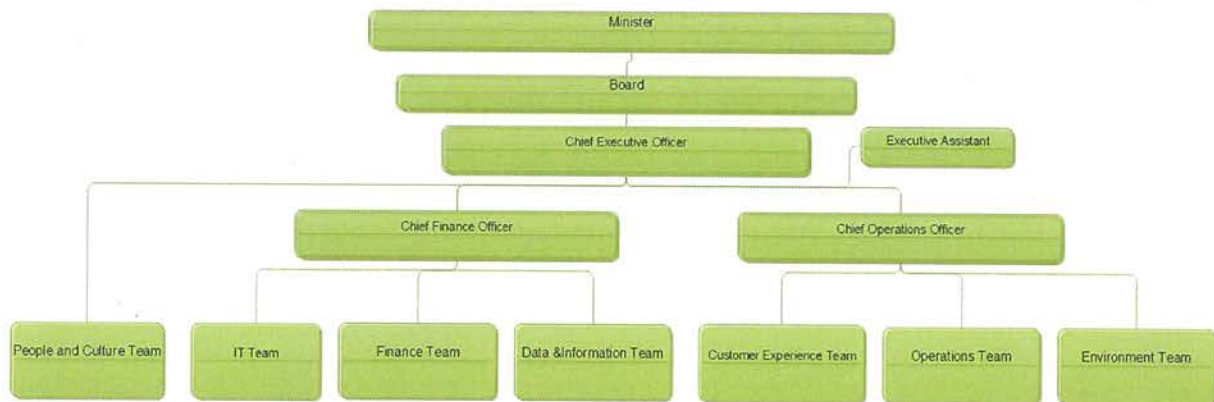 Minister
Board
Chief Executive Officer
Executive Assistant
Chief Finance Officer
Chief Operations Officer
People and Culture Team
IT Team
Finance Team
Data &Information Team
Customer Experience Team
Operations Team
Environment Team